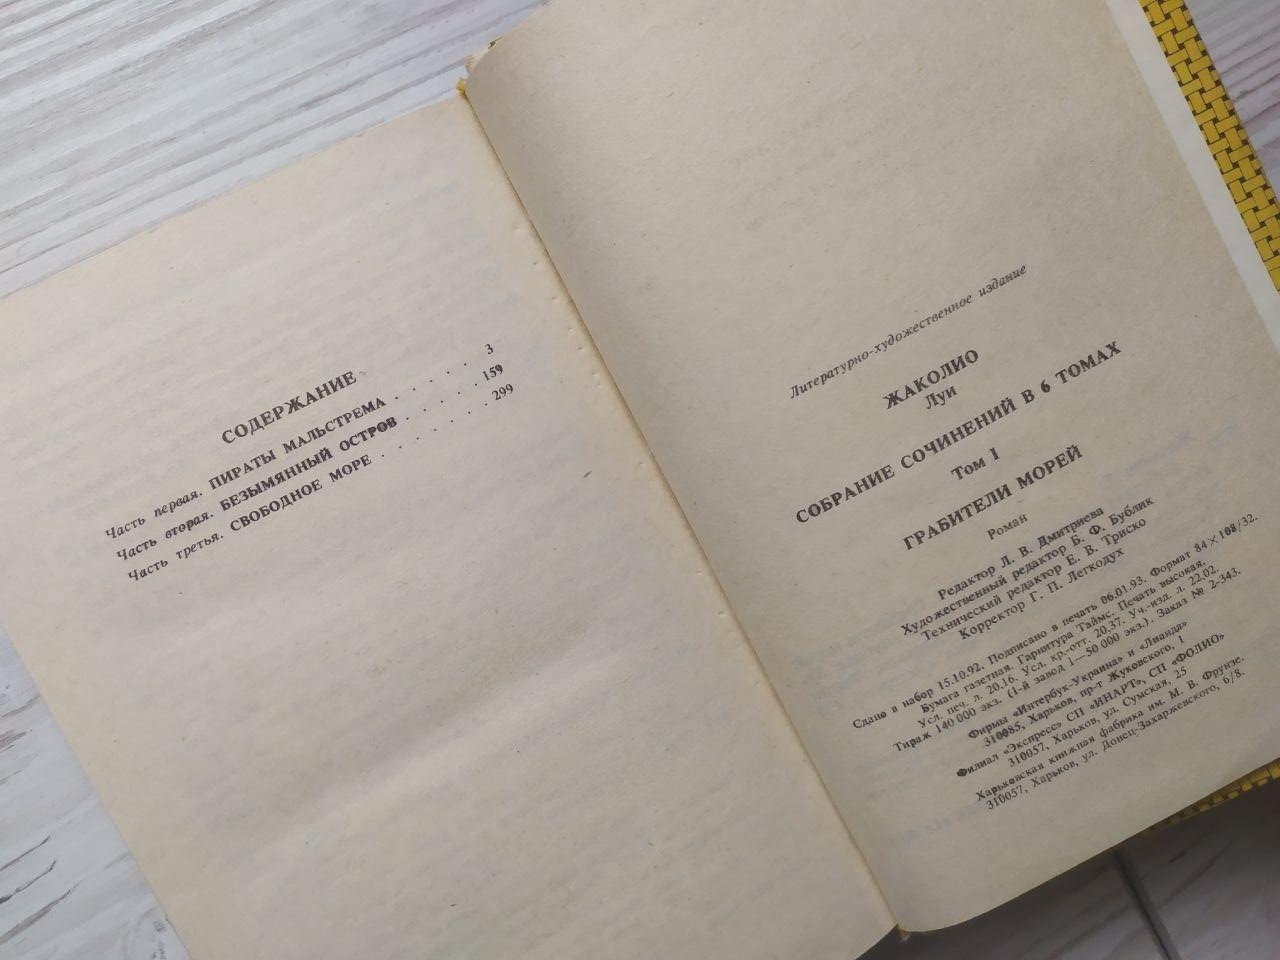 СОДЕРЖАНИЕ
Часть первая. ПИРАТЫ МАЛЬСТРЕМА . . . . . . 3
Часть вторая. БЕЗЫМЯННЫЙ ОСТРОВ . . . . . 159
Часть третья. СВОБОДНОЕ МОРЕ . . . . . . . 299
Литературно-художественное издание
ЖАКОЛИО
Луи
СОБРАНИЕ СОЧИНЕНИЙ В 6 ТОМАХ
Том I
ГРАБИТЕЛИ МОРЕЙ
Роман
Редактор Л. В. Дмитриева
Художественный редактор Б. Ф. Бублик
Технический редактор Е. В. Триско
Корректор Г. П. Легкодух
Сдано в набор 15.10.92. Подписано в печать 06.01.93. Формат 84×108/32.
Бумага газетная. Гарнитура Таймс. Печать высокая.
Усл. печ. л. 20,16. Усл. кр.-отт. 20,37. Уч.-изд. л. 22,02.
Тираж 140 000 экз. (1-й завод 1—50 000 экз.). Заказ № 2-343.
Фирмы «Интербук-Украина» и «Лианда»
310085, Харьков, пр-т Жуковского, 1
Филиал «Экспресс» СП «ИНАРТ», СП «ФОЛИО»
310057, Харьков, ул. Сумская, 25
Харьковская книжная фабрика им. М. В. Фрунзе.
310057, Харьков, ул. Донец-Захаржевского, 6/8.